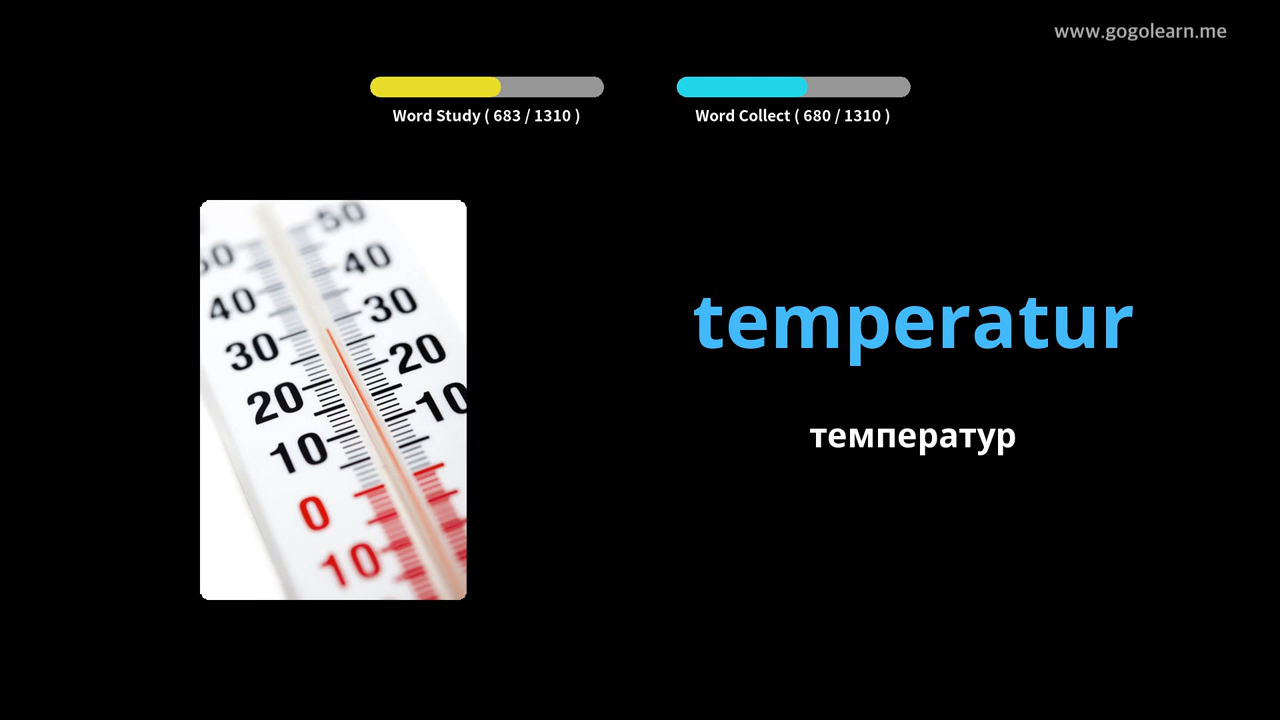 www.gogolearn.me
Word Study ( 683 / 1310 )
Word Collect ( 680 / 1310 )
50
50
40
40
30
30
20
20
10
10
0
10
temperatur
температур